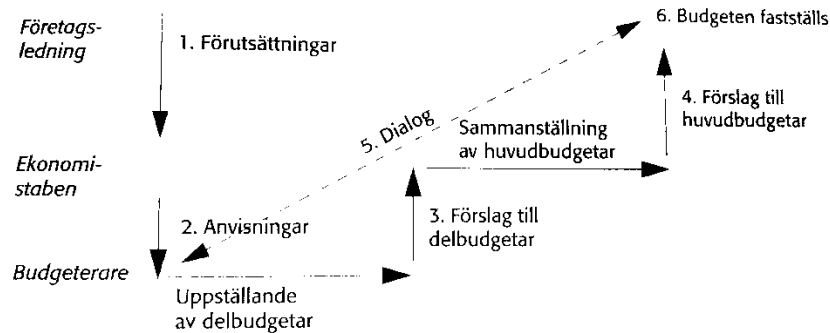 Företags-
ledning
1. Förutsättningar
6. Budgeten fastställs
4. Förslag till
huvudbudgetar
5. Dialog
Sammanställning
av huvudbudgetar
Ekonomi-
staben
2. Anvisningar
3. Förslag till
delbudgetar
Budgeterare
Uppställande
av delbudgetar